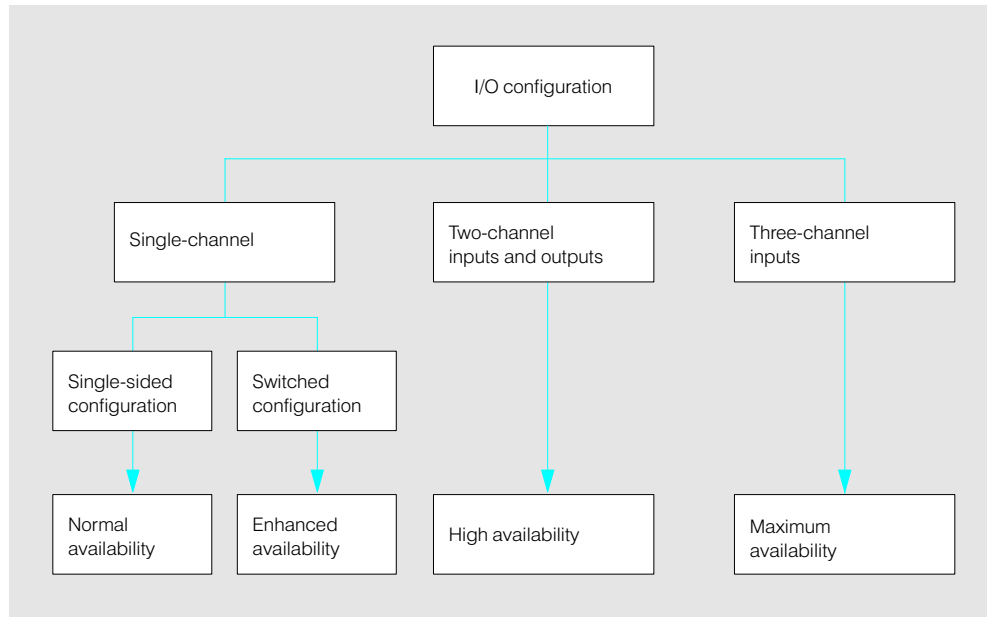 I/O configuration
Single-channel
Two-channel
inputs and outputs
Three-channel
inputs
Single-sided
configuration
Switched
configuration
Normal
availability
Enhanced
availability
High availability
Maximum
availability